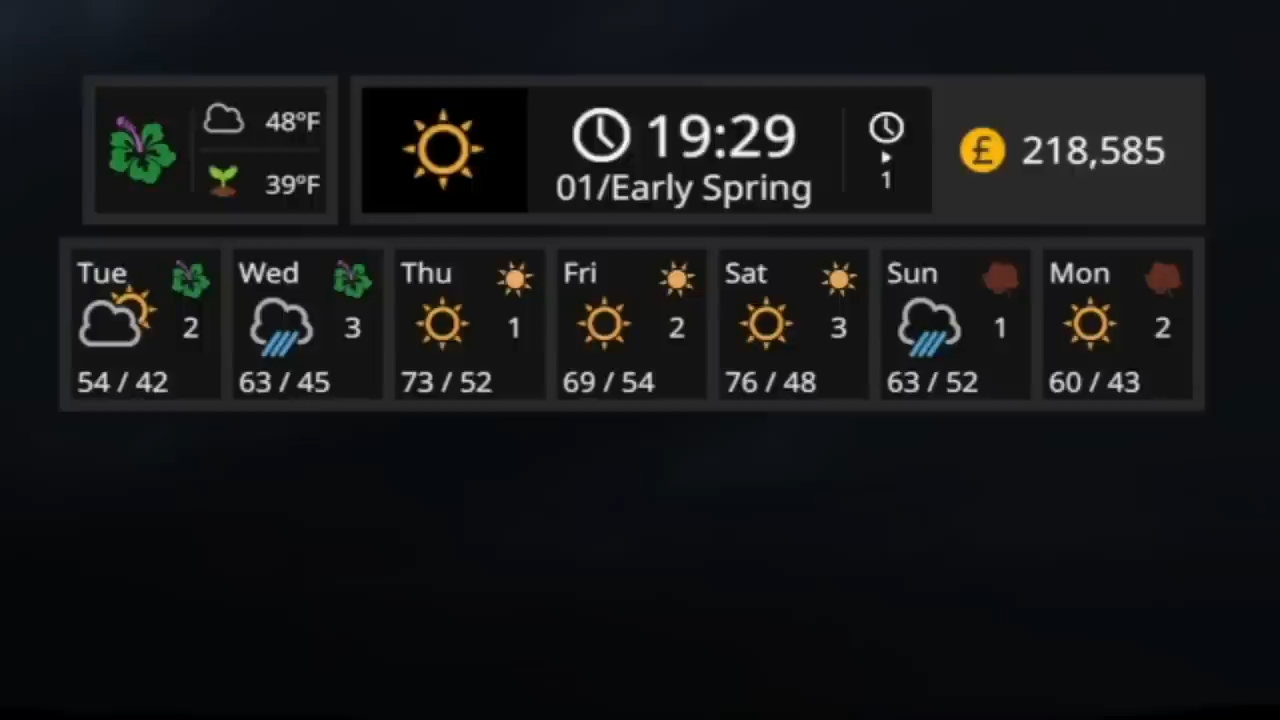 48°F
39°F
19:29
01/Early Spring
1
£ 218,585
Tue
2
54 / 42
Wed
3
63 / 45
Thu
1
73 / 52
Fri
2
69 / 54
Sat
3
76 / 48
Sun
1
63 / 52
Mon
2
60 / 43